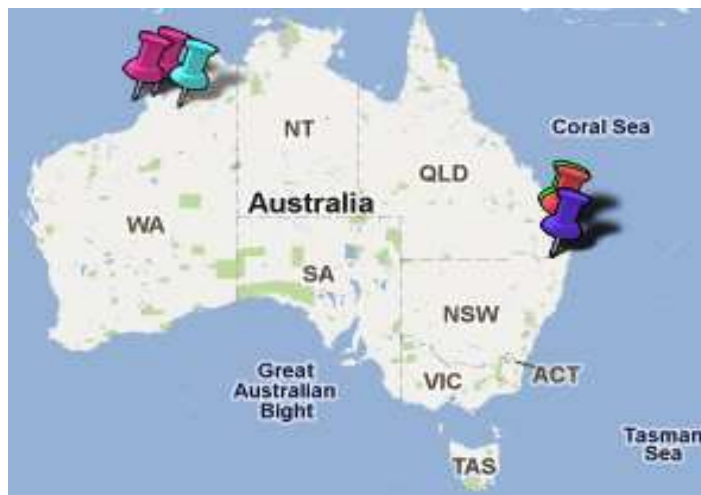 NT
Coral Sea
QLD
Australia
WA
SA
NSW
Great
Australian
Bight
VIC
ACT
Tasman
Sea
TAS